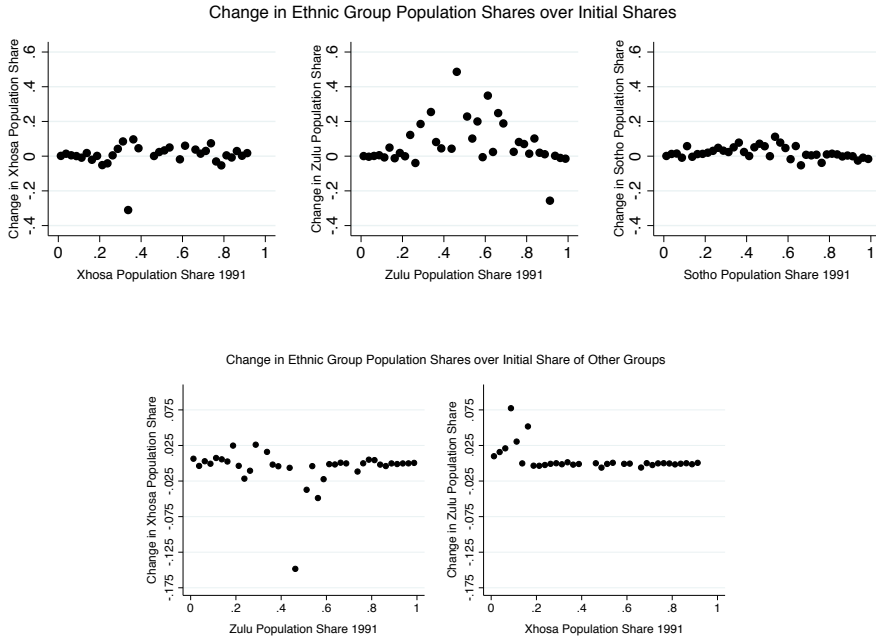 Change in Ethnic Group Population Shares over Initial Shares
Change in Xhosa Population Share
.6
.4
.2
0
-.2
-.4
0 .2 .4 .6 .8 1
Xhosa Population Share 1991
Change in Zulu Population Share
.6
.4
.2
0
-.2
-.4
0 .2 .4 .6 .8 1
Zulu Population Share 1991
Change in Sotho Population Share
.6
.4
.2
0
-.2
-.4
0 .2 .4 .6 .8 1
Sotho Population Share 1991
Change in Ethnic Group Population Shares over Initial Share of Other Groups
Change in Xhosa Population Share
.075
.025
-.025
-.075
-.125
-.175
0 .2 .4 .6 .8 1
Zulu Population Share 1991
Change in Zulu Population Share
.075
.025
-.025
-.075
-.125
-.175
0 .2 .4 .6 .8 1
Xhosa Population Share 1991